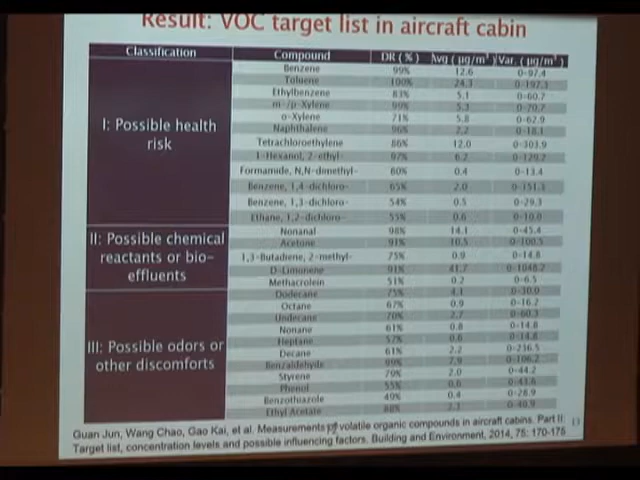 Result: VOC target list in aircraft cabin
Classification Compound DR ( % ) Avg ( µg/m³ ) Var. ( µg/m³ )
I: Possible health
risk
Benzene 99% 12.6 0-97.4
Toluene 100% 24.3
Ethylbenzene 83% 5.1 0-60.7
m-/p-Xylene 99% 5.3
o-Xylene 71% 5.8 0-62.9
Naphthalene 96% 2.2 0-18.1
Tetrachloroethylene 86% 12.0 0-303.9
1-Hexanol, 2-ethyl- 97% 6.2
Formamide, N,N-dimethyl- 60% 0.4 0-13.4
Benzene, 1,4-dichloro- 65% 2.0 0-351.3
Benzene, 1,3-dichloro- 54% 0.5 0-29.3
Ethane, 1,2-dichloro- 55% 0.6 0-10.0
II: Possible chemical
reactants or bio-
effluents
Nonanal 98% 14.1 0-45.4
Acetone 91% 10.5 0-100.5
1,3-Butadiene, 2-methyl- 75% 0.9 0-14.8
D-Limonene 91% 41.7 0-1048.2
Methacrolein 51% 0.2 0-6.5
III: Possible odors or
other discomforts
Dodecane 75% 4.1 0-30.0
Octane 67% 0.9 0-16.2
Undecane 70% 2.7 0-60.3
Nonane 61% 0.8 0-14.8
Heptane 57% 0.6 0-14.8
Decane 61% 2.2 0-236.5
Benzaldehyde 99% 7.9 0-106.2
Styrene 79% 2.0 0-44.2
Phenol 55% 0.6 0-43.6
Benzothiazole 49% 0.4 0-28.9
Ethyl Acetate 88% 0-40.9
Guan Jun, Wang Chao, Gao Kai, et al. Measurements of volatile organic compounds in aircraft cabins. Part II:
Target list, concentration levels and possible influencing factors. Building and Environment, 2014, 75: 170-175
13